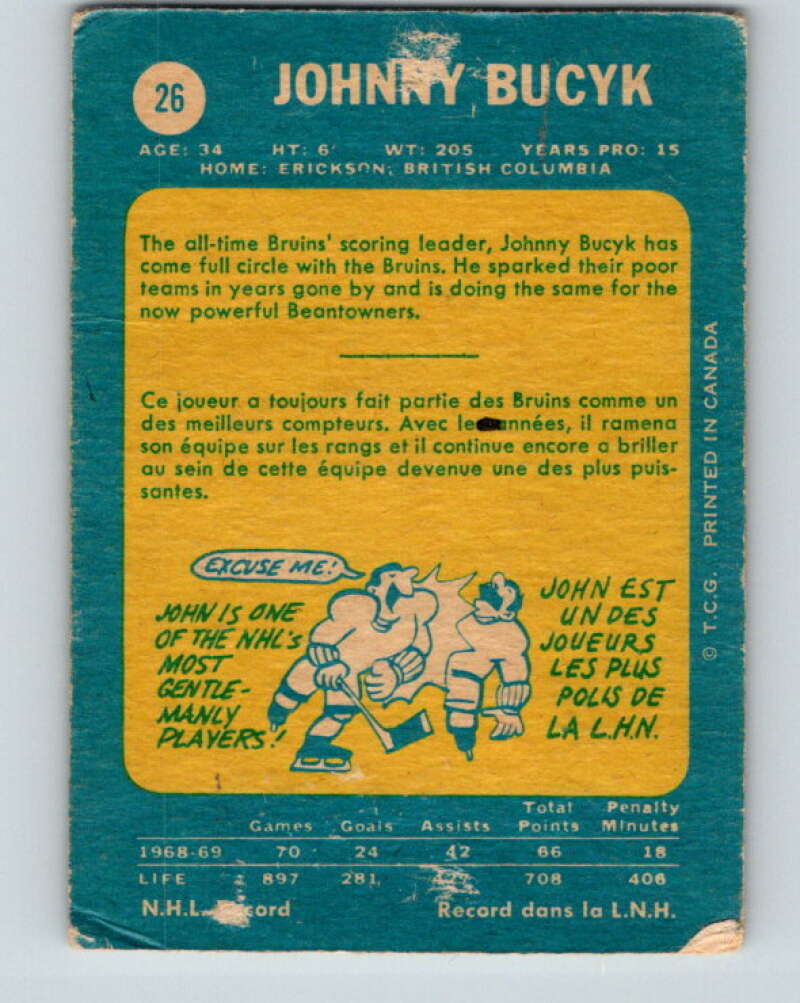 26
JOHNNY BUCYK
AGE: 34 HT: 6' WT: 205 YEARS PRO: 15
HOME: ERICKSON, BRITISH COLUMBIA
The all-time Bruins' scoring leader, Johnny Bucyk has
come full circle with the Bruins. He sparked their poor
teams in years gone by and is doing the same for the
now powerful Beantowners.
Ce joueur a toujours fait partie des Bruins comme un
des meilleurs compteurs. Avec les années, il ramena
son équipe sur les rangs et il continue encore a briller
au sein de cette équipe devenue une des plus puis-
santes.
EXCUSE ME!
JOHN IS ONE
OF THE NHL's
MOST
GENTLE-
MANLY
PLAYERS!
JOHN EST
UN DES
JOUEURS
LES PLUS
POLIS DE
LA L.H.N.
© T.C.G. PRINTED IN CANADA
Games Goals Assists Total Points Penalty Minutes
1968-69 70 24 42 66 18
LIFE 897 281 708 406
N.H.L. Record Record dans la L.N.H.